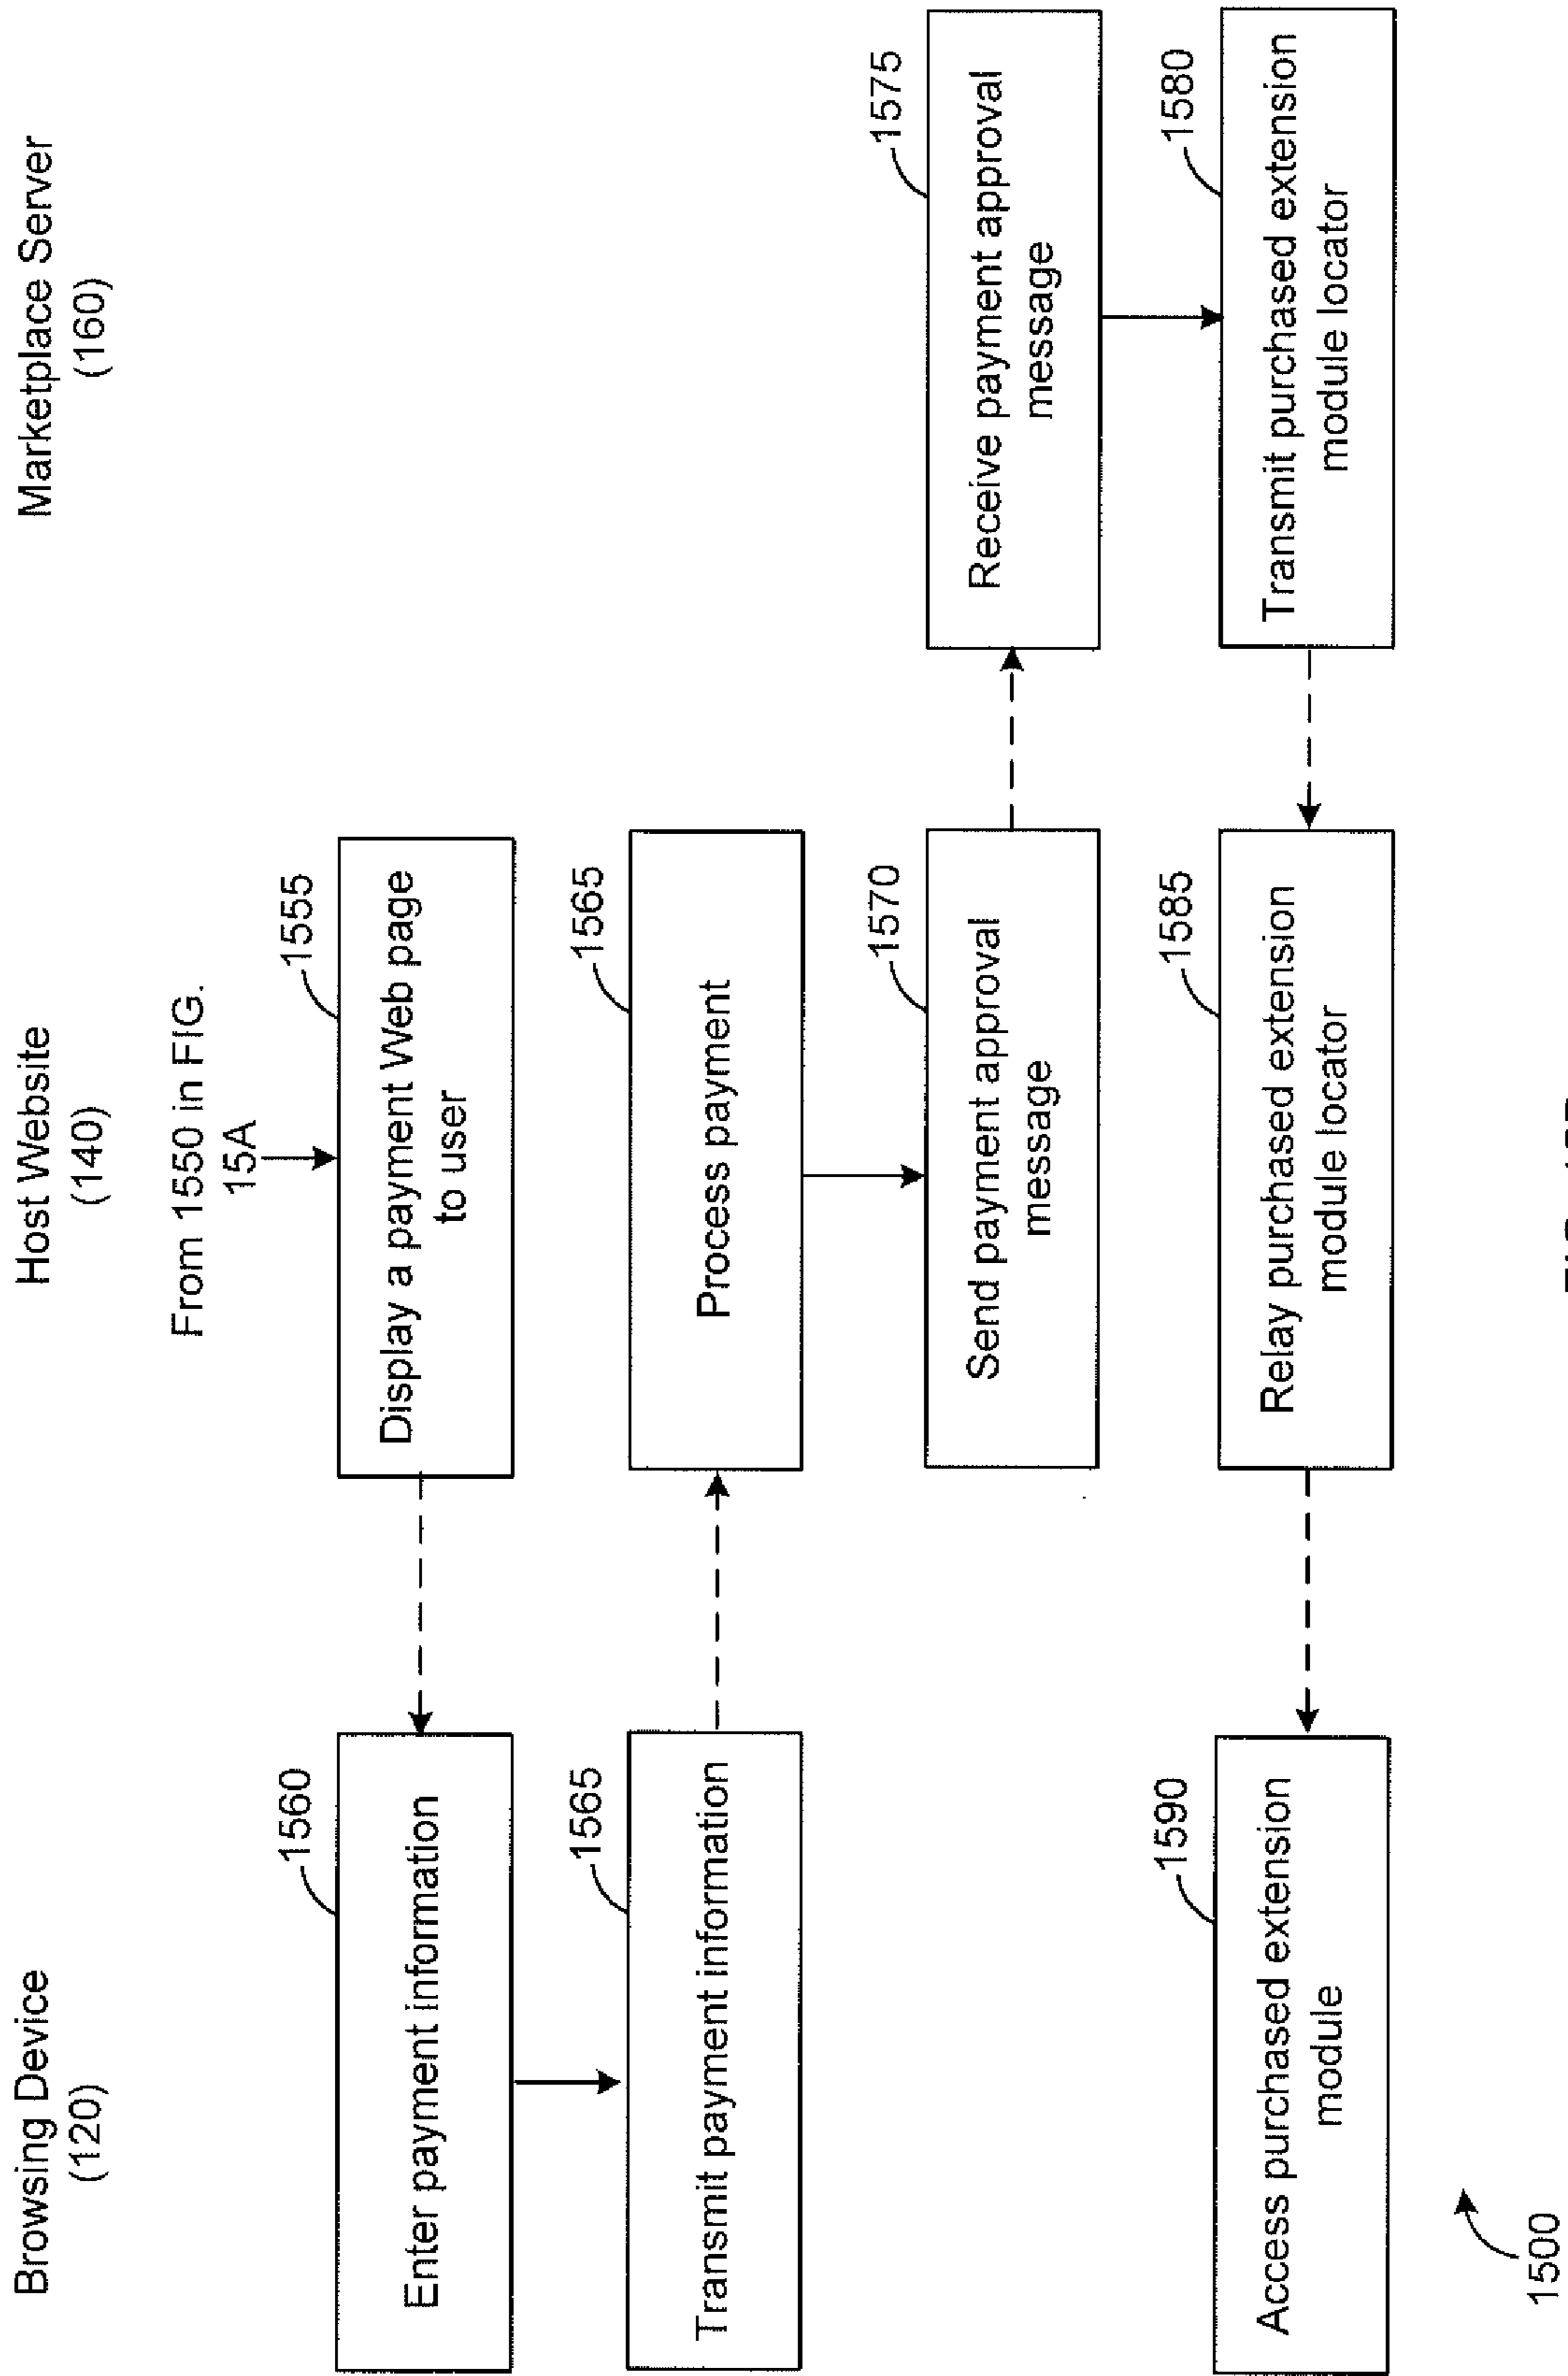 Browsing Device
(120)
Host Website
(140)
Marketplace Server
(160)
From 1550 in FIG.
15A
1555
Display a payment Web page
to user
1560
Enter payment information
1565
Transmit payment information
1565
Process payment
1570
Send payment approval
message
1575
Receive payment approval
message
1580
Transmit purchased extension
module locator
1585
Relay purchased extension
module locator
1590
Access purchased extension
module
1500